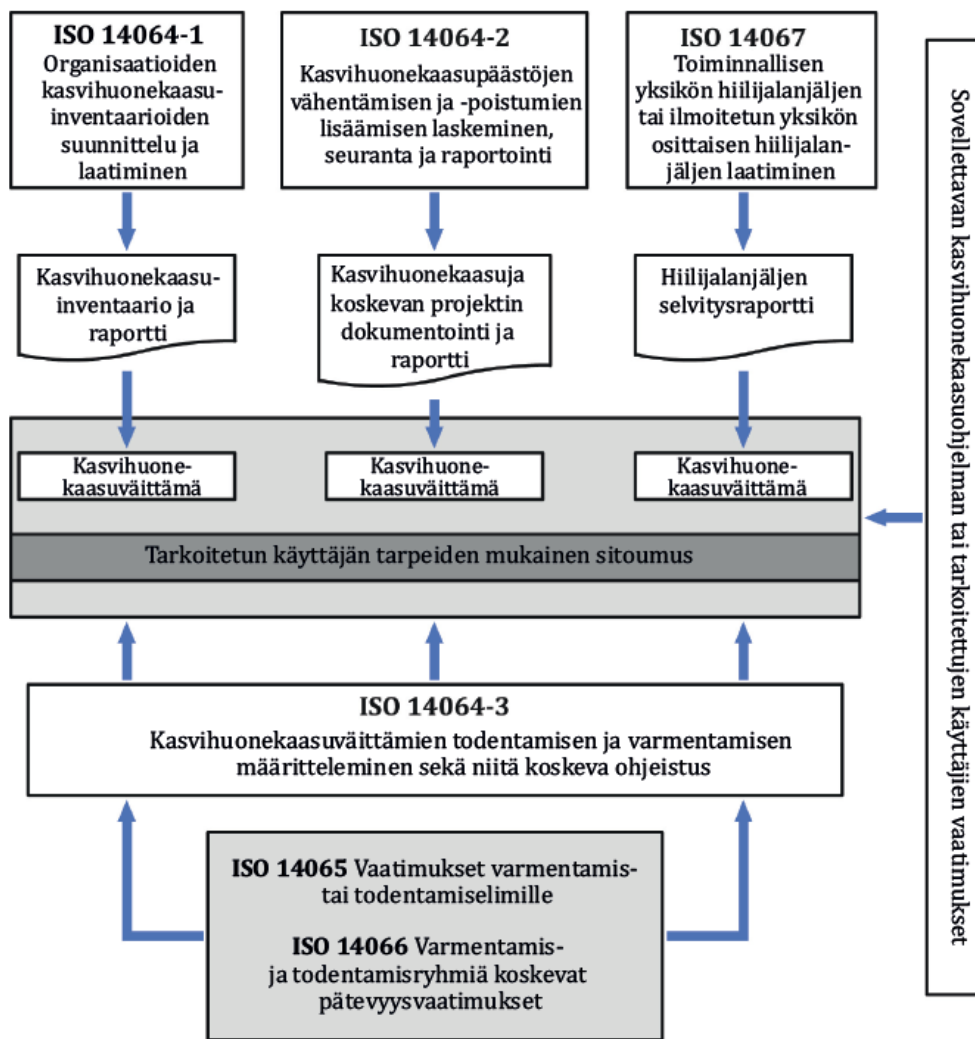 ISO 14064-1
Organisaatioiden
kasvihuonekaasu-
inventaarioiden
suunnittelu ja
laatiminen
ISO 14064-2
Kasvihuonekaasupäästöjen
vähentämisen ja -poistumien
lisäämisen laskeminen,
seuranta ja raportointi
ISO 14067
Toiminnallisen
yksikön hiilijalanjäljen
tai ilmoitetun yksikön
osittaisen hiilijalan-
jäljen laatiminen
Kasvihuonekaasu-
inventaario ja
raportti
Kasvihuonekaasuja
koskevan projektin
dokumentointi ja
raportti
Hiilijalanjäljen
selvitysraportti
Kasvihuone-
kaasuväittämä
Kasvihuone-
kaasuväittämä
Kasvihuone-
kaasuväittämä
Tarkoitetun käyttäjän tarpeiden mukainen sitoumus
ISO 14064-3
Kasvihuonekaasuväittämien todentamisen ja varmentamisen
määritteleminen sekä niitä koskeva ohjeistus
ISO 14065 Vaatimukset varmentamis-
tai todentamiselimille
ISO 14066 Varmentamis-
ja todentamisryhmiä koskevat
pätevyysvaatimukset
Sovellettavan kasvihuonekaasuohjelman tai tarkoitettujen käyttäjien vaatimukset